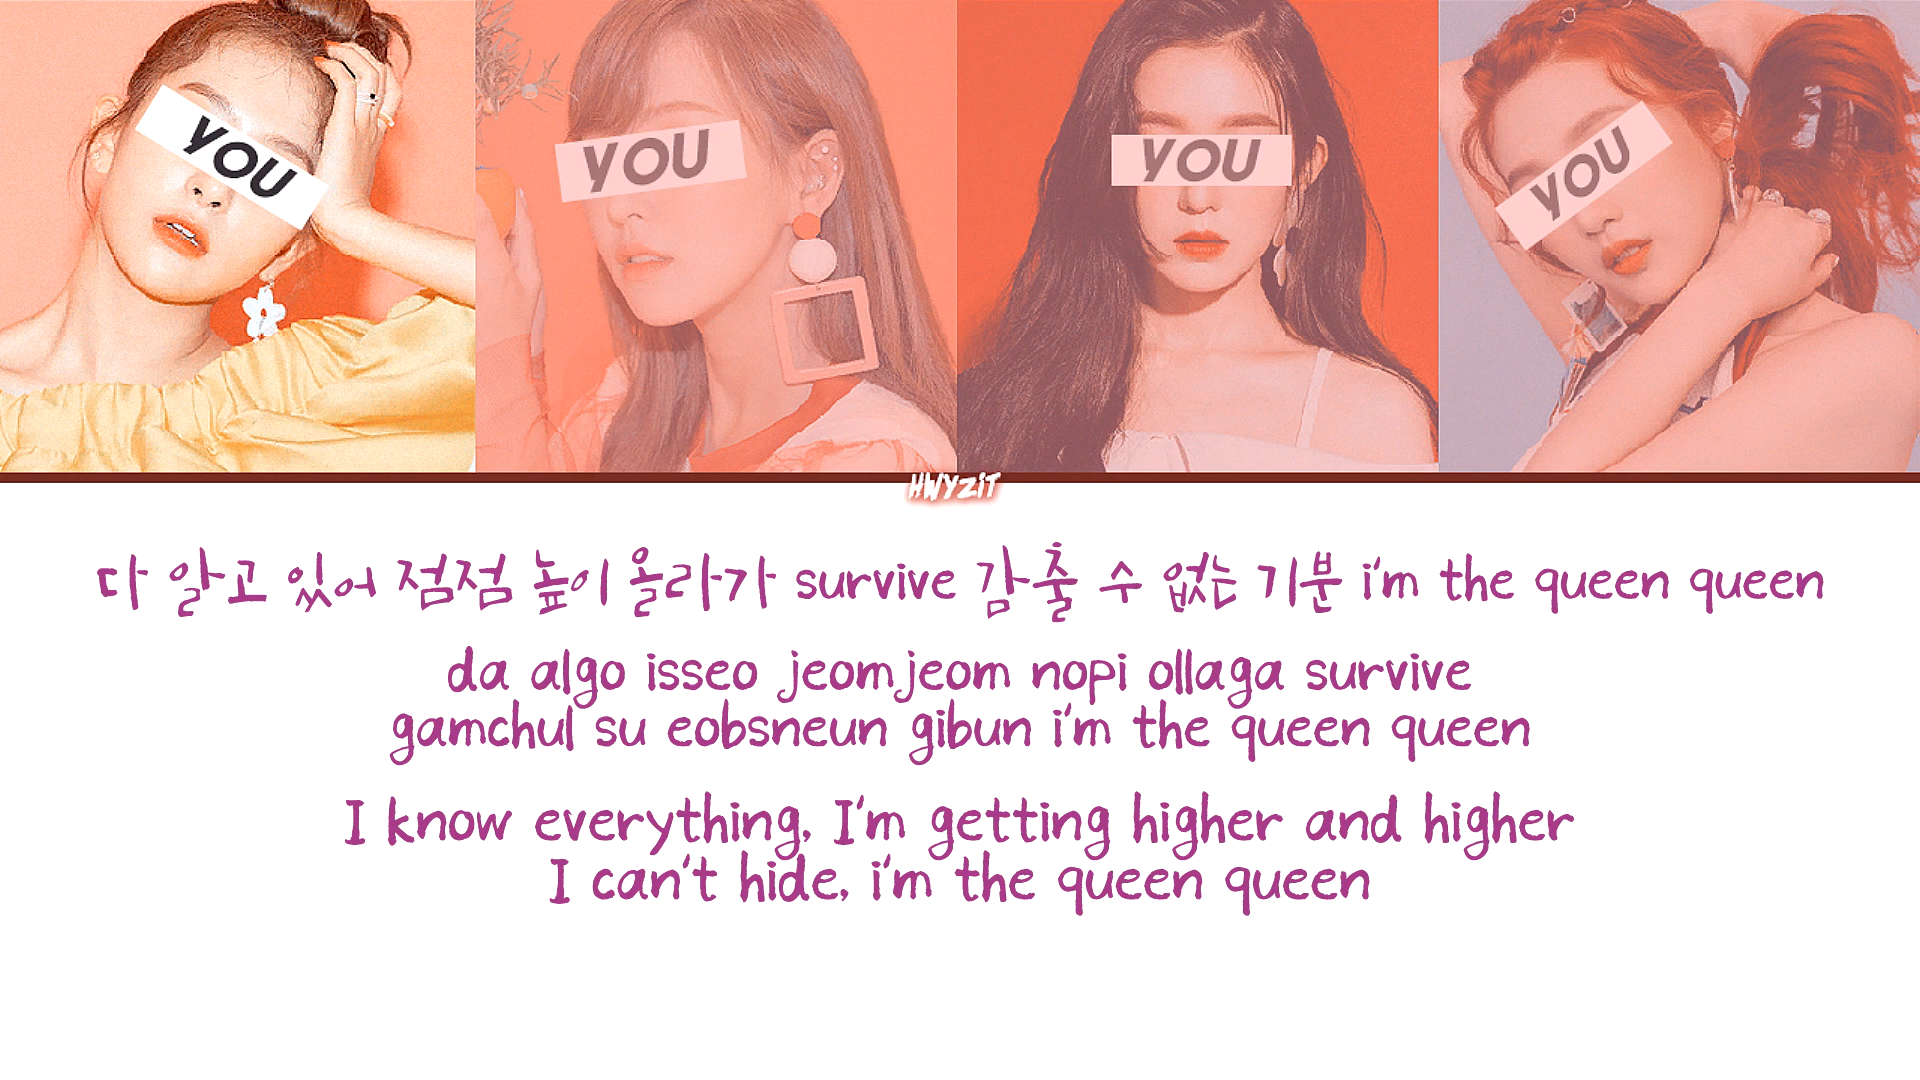 YOU
YOU
YOU
YOU
HWYZIT
다 알고 있어 점점 높이 올라가 survive 감출 수 없는 기분 i'm the queen queen
da algo isseo jeomjeom nopi ollaga survive
gamchul su eobsneun gibun i'm the queen queen
I know everything, I'm getting higher and higher
I can't hide, i'm the queen queen